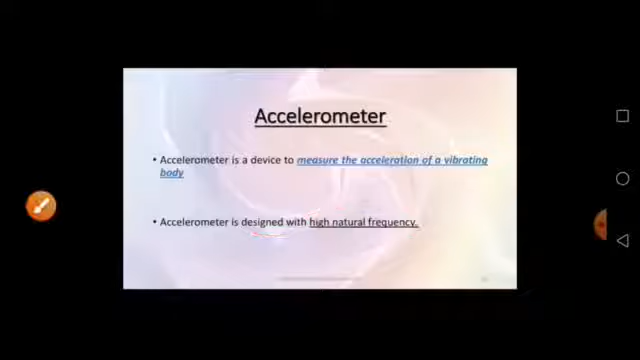 Accelerometer
• Accelerometer is a device to measure the acceleration of a vibrating
body
• Accelerometer is designed with high natural frequency.